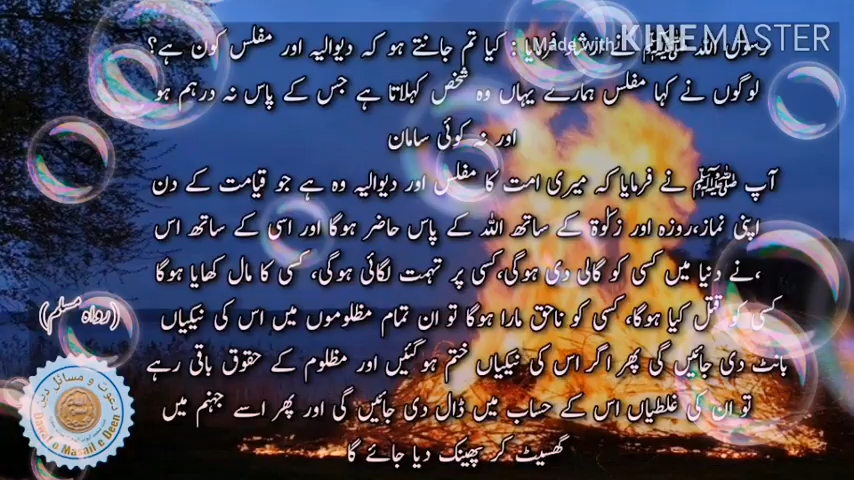 Made with KINEMASTER
رسول اللہ ﷺ نے ارشاد فرمایا : کیا تم جانتے ہو کہ دیوالیہ اور مفلس کون ہے؟
لوگوں نے کہا مفلس ہمارے یہاں وہ شخص کہلاتا ہے جس کے پاس نہ درہم ہو
اور نہ کوئی سامان
آپ ﷺ نے فرمایا کہ میری امت کا مفلس اور دیوالیہ وہ ہے جو قیامت کے دن
اپنی نماز،روزہ اور زکوٰۃ کے ساتھ اللہ کے پاس حاضر ہوگا اور اسی کے ساتھ اس
نے دنیا میں کسی کو گالی دی ہوگی،کسی پر تہمت لگائی ہوگی، کسی کا مال کھایا ہوگا،
کسی کو قتل کیا ہوگا، کسی کو ناحق مارا ہوگا تو ان تمام مظلوموں میں اس کی نیکیاں
بانٹ دی جائیں گی پھر اگر اس کی نیکیاں ختم ہوگئیں اور مظلوم کے حقوق باقی رہے
تو ان کی غلطیاں اس کے حساب میں ڈال دی جائیں گی اور پھر اسے جہنم میں
گھسیٹ کر پھینک دیا جائے گا
(رواہ مسلم)
دعوت و مسائل دین
Dawat o Masail e Deen